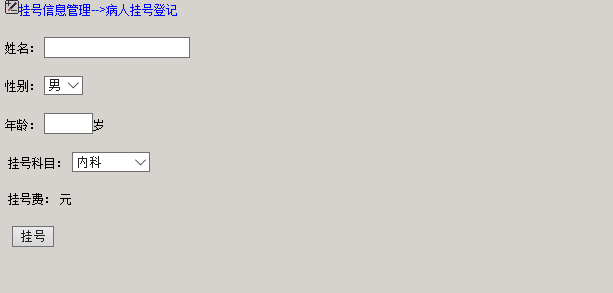 挂号信息管理-->病人挂号登记
姓名：
性别： 男
年龄： 岁
挂号科目： 内科
挂号费： 元
挂号